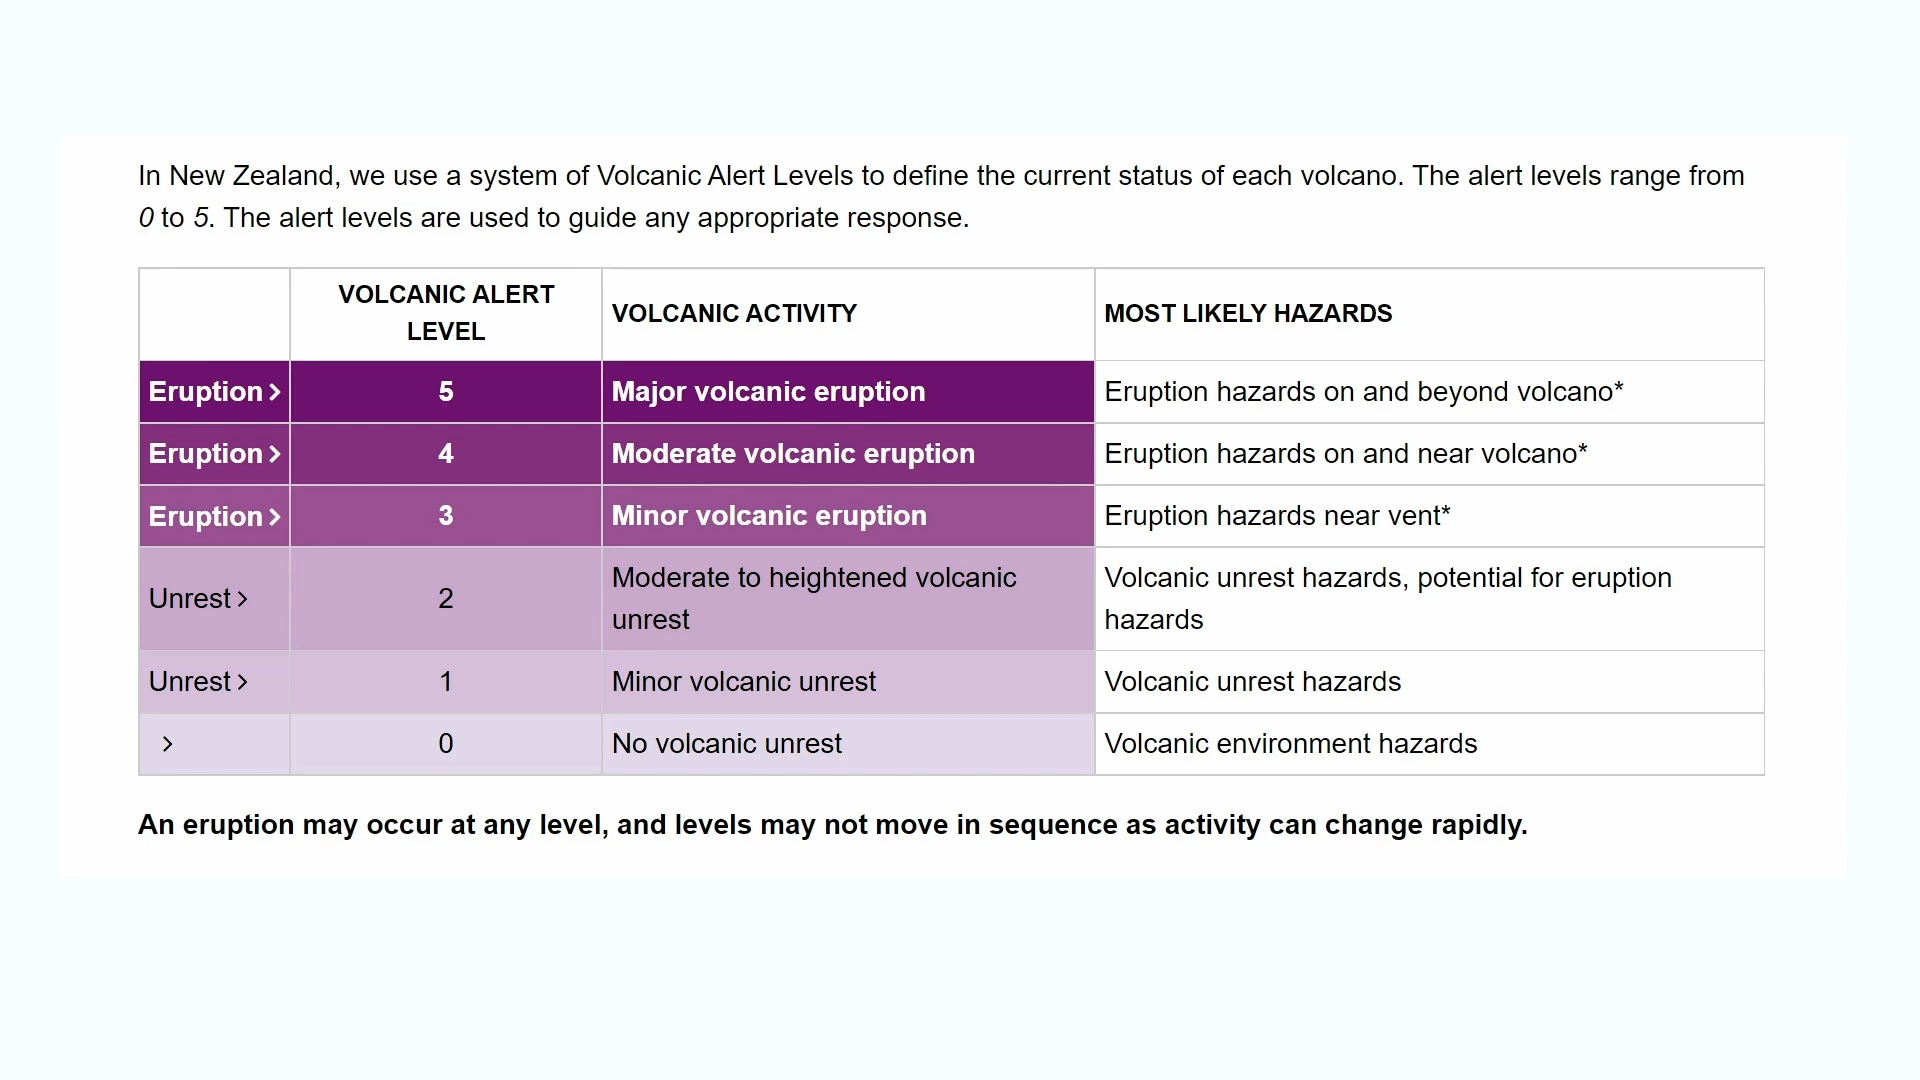 In New Zealand, we use a system of Volcanic Alert Levels to define the current status of each volcano. The alert levels range from
0 to 5. The alert levels are used to guide any appropriate response.
VOLCANIC ALERT
LEVEL
VOLCANIC ACTIVITY
MOST LIKELY HAZARDS
Eruption > 5 Major volcanic eruption Eruption hazards on and beyond volcano*
Eruption > 4 Moderate volcanic eruption Eruption hazards on and near volcano*
Eruption > 3 Minor volcanic eruption Eruption hazards near vent*
Unrest > 2 Moderate to heightened volcanic
unrest
Volcanic unrest hazards, potential for eruption
hazards
Unrest > 1 Minor volcanic unrest Volcanic unrest hazards
> 0 No volcanic unrest Volcanic environment hazards
An eruption may occur at any level, and levels may not move in sequence as activity can change rapidly.